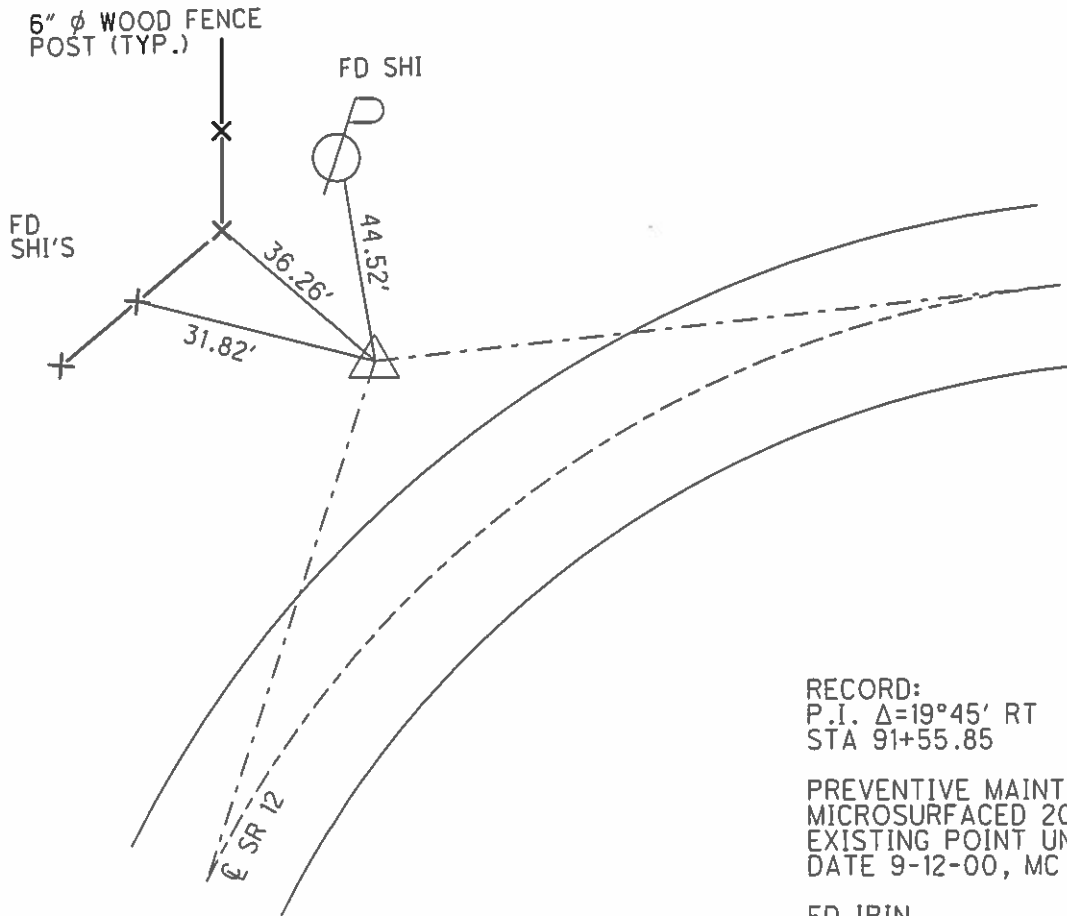 6" ⌀ WOOD FENCE
POST (TYP.)
FD SHI
FD
SHI'S
36.26'
44.52'
31.82'
℄ SR 12
RECORD:
P.I. Δ=19°45' RT
STA 91+55.85
PREVENTIVE MAINT
MICROSURFACED
EXISTING POINT
DATE 9-12-00, MC